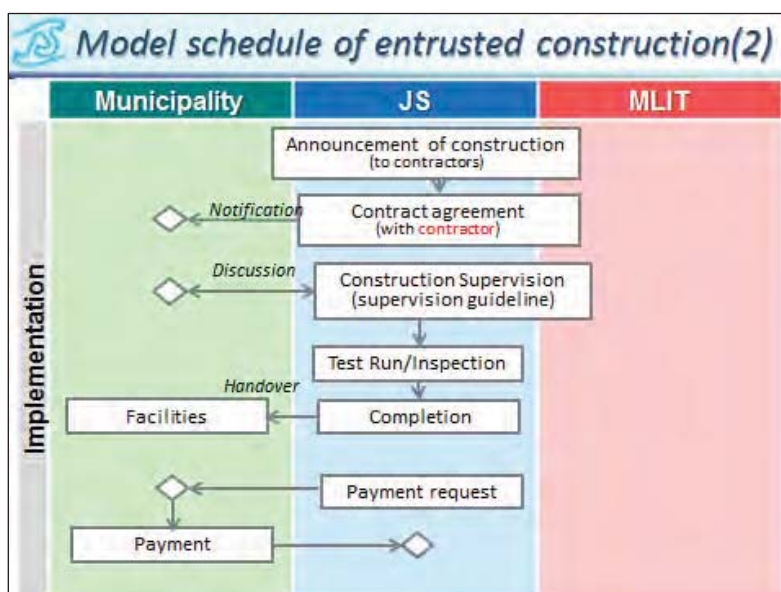 Model schedule of entrusted construction(2)
Municipality
JS
MLIT
Implementation
Announcement of construction
(to contractors)
Notification
Contract agreement
(with contractor)
Discussion
Construction Supervision
(supervision guideline)
Test Run/Inspection
Handover
Facilities
Completion
Payment request
Payment